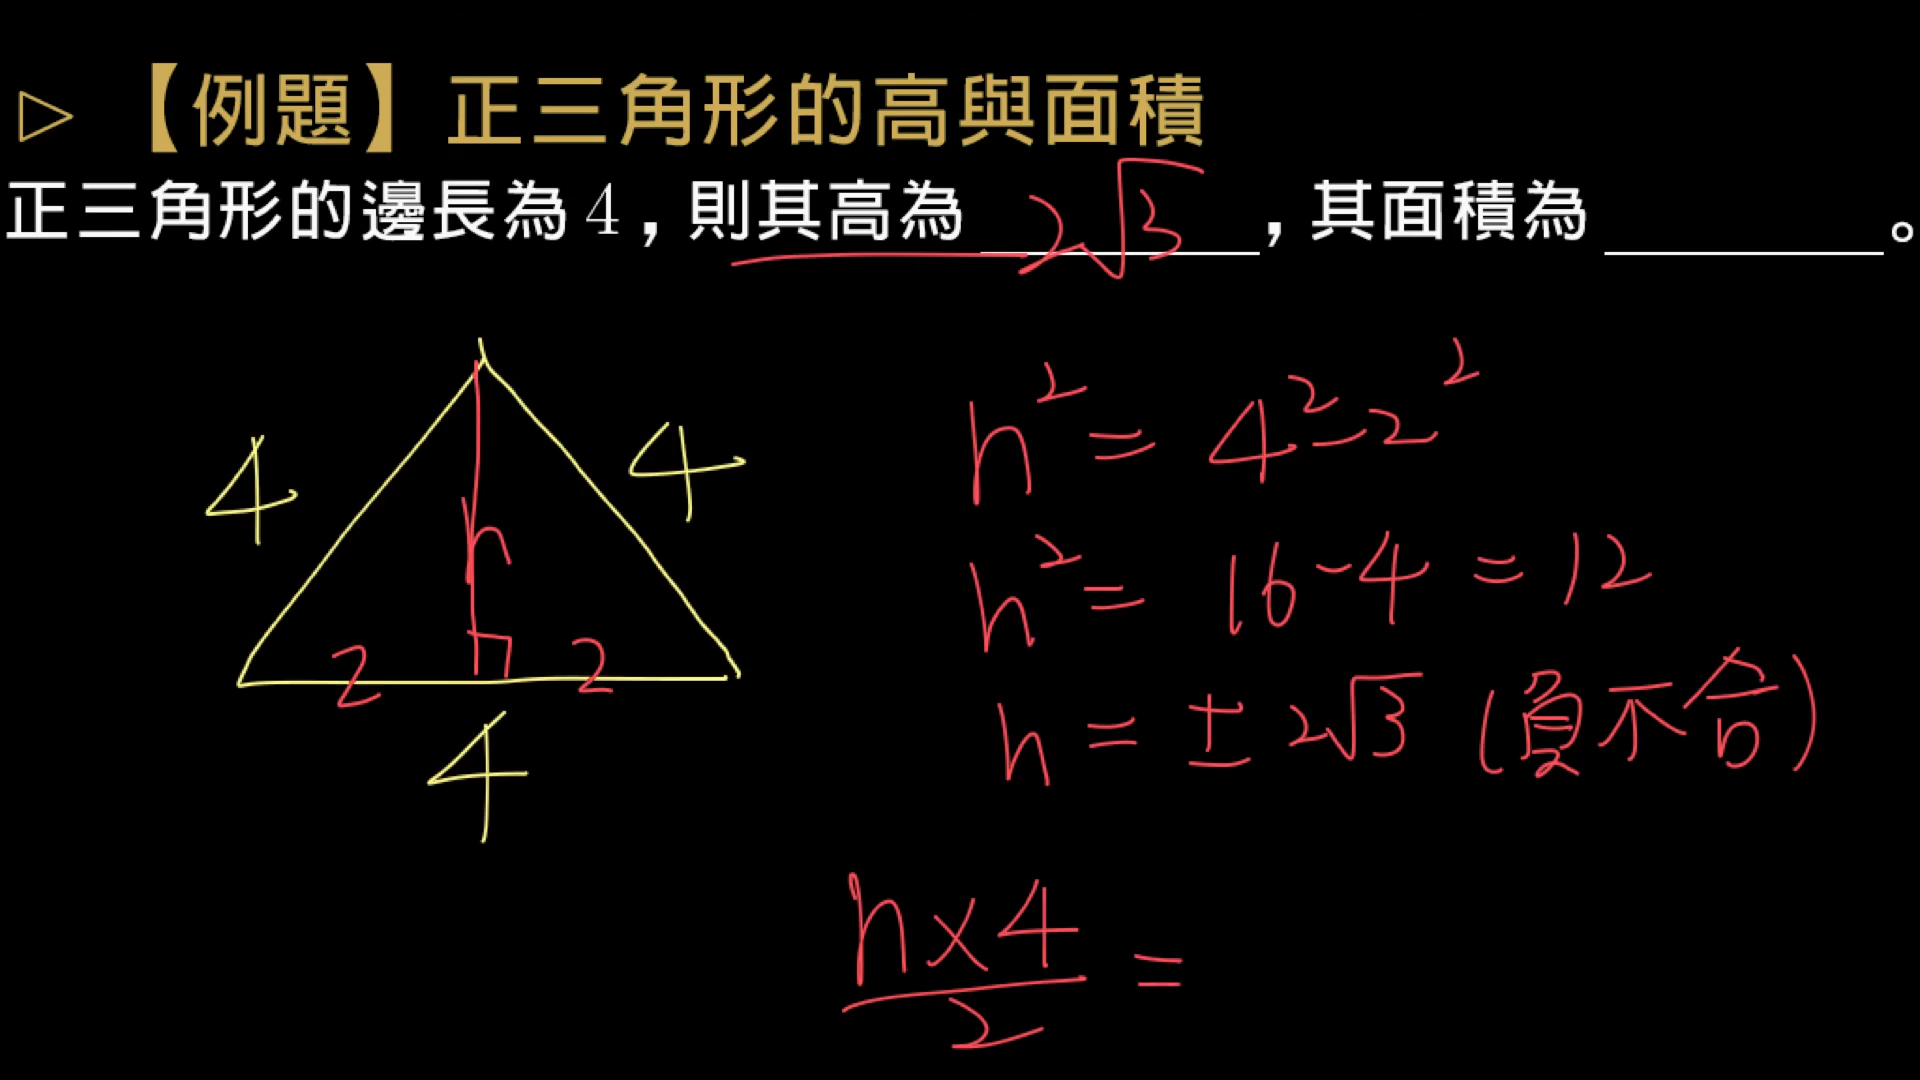 ▷【例題】正三角形的高與面積
正三角形的邊長為 4，則其高為 2√3，其面積為 ________。
4
4
h
2
2
4
h² = 4² - 2²
h² = 16 - 4 = 12
h = ± 2√3 (負不合)
h×4
2
=